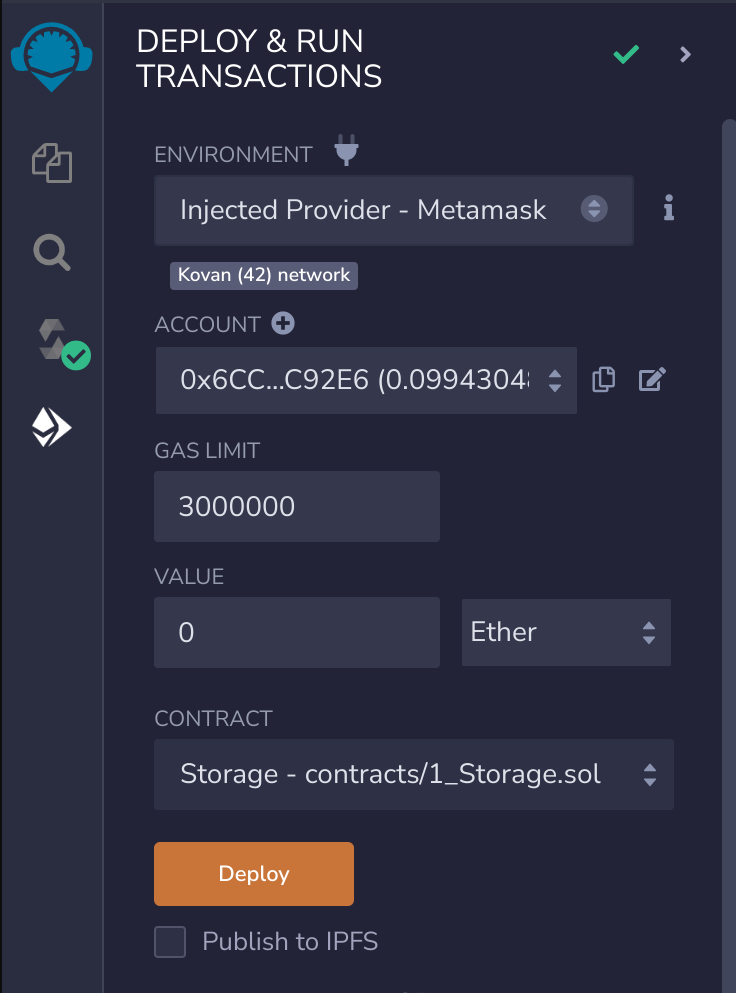 DEPLOY & RUN
TRANSACTIONS
ENVIRONMENT
Injected Provider - Metamask
Kovan (42) network
ACCOUNT
0x6CC...C92E6 (0.0994304
GAS LIMIT
3000000
VALUE
0
Ether
CONTRACT
Storage - contracts/1_Storage.sol
Deploy
Publish to IPFS